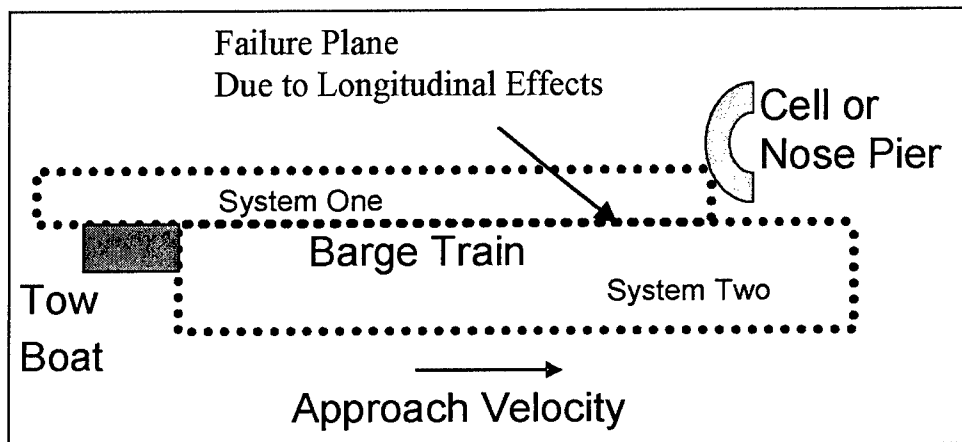 Failure Plane
Due to Longitudinal Effects
Cell or
Nose Pier
System One
Barge Train
System Two
Tow
Boat
Approach Velocity